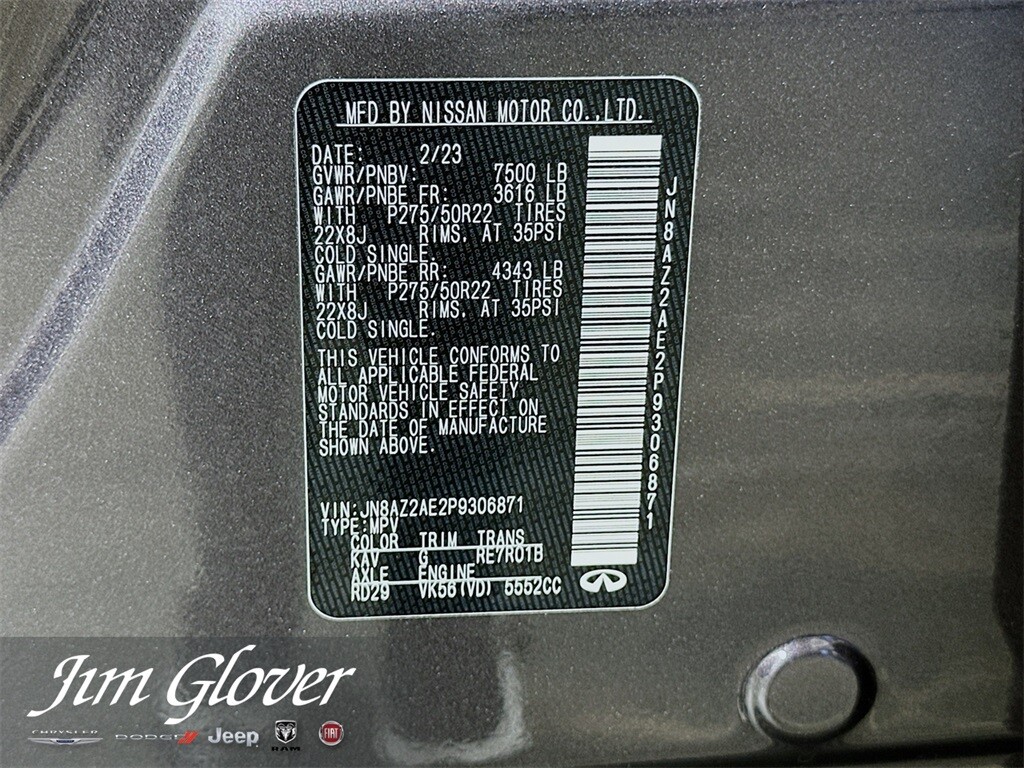 MFD BY NISSAN MOTOR CO.,LTD.
DATE: 2/23
GVWR/PNBV: 7500 LB
GAWR/PNBE FR: 3616 LB
WITH P275/50R22 TIRES
22X8J RIMS, AT 35PSI
COLD SINGLE.
GAWR/PNBE RR: 4343 LB
WITH P275/50R22 TIRES
22X8J RIMS, AT 35PSI
COLD SINGLE.
THIS VEHICLE CONFORMS TO
ALL APPLICABLE FEDERAL
MOTOR VEHICLE SAFETY
STANDARDS IN EFFECT ON
THE DATE OF MANUFACTURE
SHOWN ABOVE.
VIN:JN8AZ2AE2P9306871
TYPE:MPV
COLOR TRIM TRANS
KAV G RE7R01B
AXLE ENGINE
RD29 VK56(VD) 5552CC
JN8AZ2AE2P9306871
Jim Glover
CHRYSLER DODGE Jeep RAM FIAT